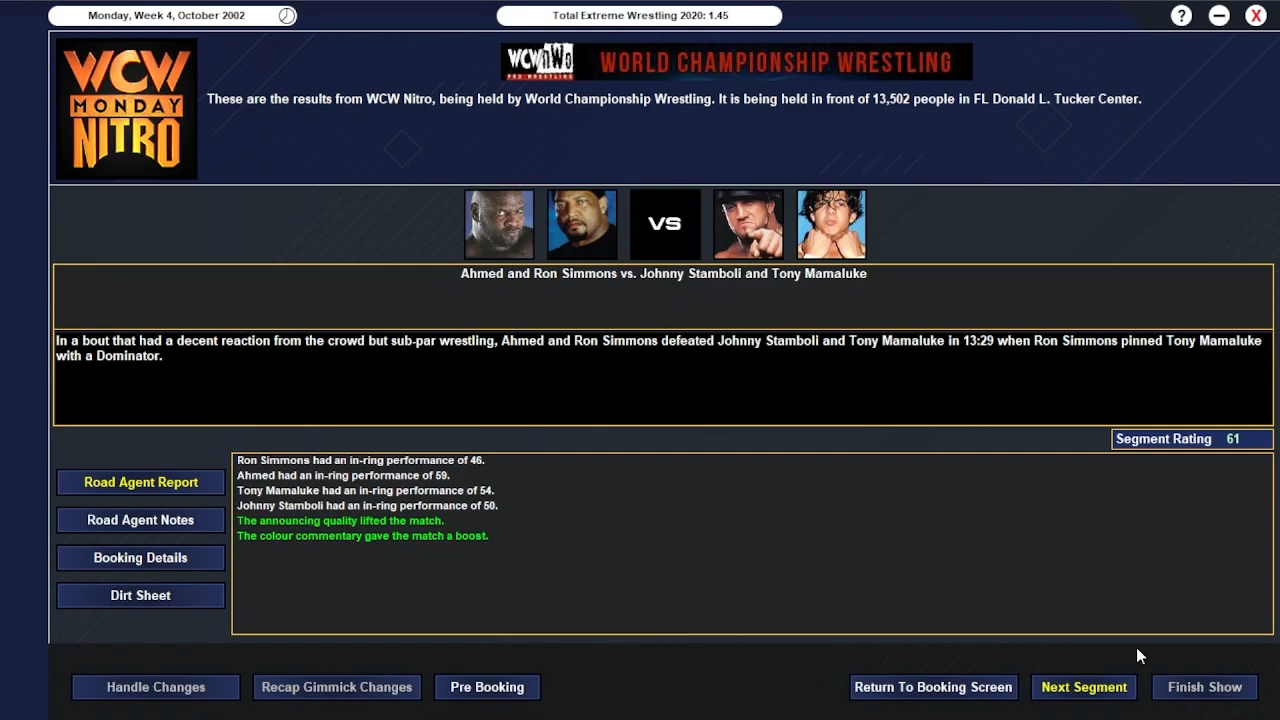 Monday, Week 4, October 2002
Total Extreme Wrestling 2020: 1.45
?
X
WCW
MONDAY
NITRO
WCW nWo
PRO WRESTLING
WORLD CHAMPIONSHIP WRESTLING
These are the results from WCW Nitro, being held by World Championship Wrestling. It is being held in front of 13,502 people in FL Donald L. Tucker Center.
VS
Ahmed and Ron Simmons vs. Johnny Stamboli and Tony Mamaluke
In a bout that had a decent reaction from the crowd but sub-par wrestling, Ahmed and Ron Simmons defeated Johnny Stamboli and Tony Mamaluke in 13:29 when Ron Simmons pinned Tony Mamaluke
with a Dominator.
Segment Rating 61
Road Agent Report
Road Agent Notes
Booking Details
Dirt Sheet
Ron Simmons had an in-ring performance of 46.
Ahmed had an in-ring performance of 59.
Tony Mamaluke had an in-ring performance of 54.
Johnny Stamboli had an in-ring performance of 50.
The announcing quality lifted the match.
The colour commentary gave the match a boost.
Handle Changes
Recap Gimmick Changes
Pre Booking
Return To Booking Screen
Next Segment
Finish Show